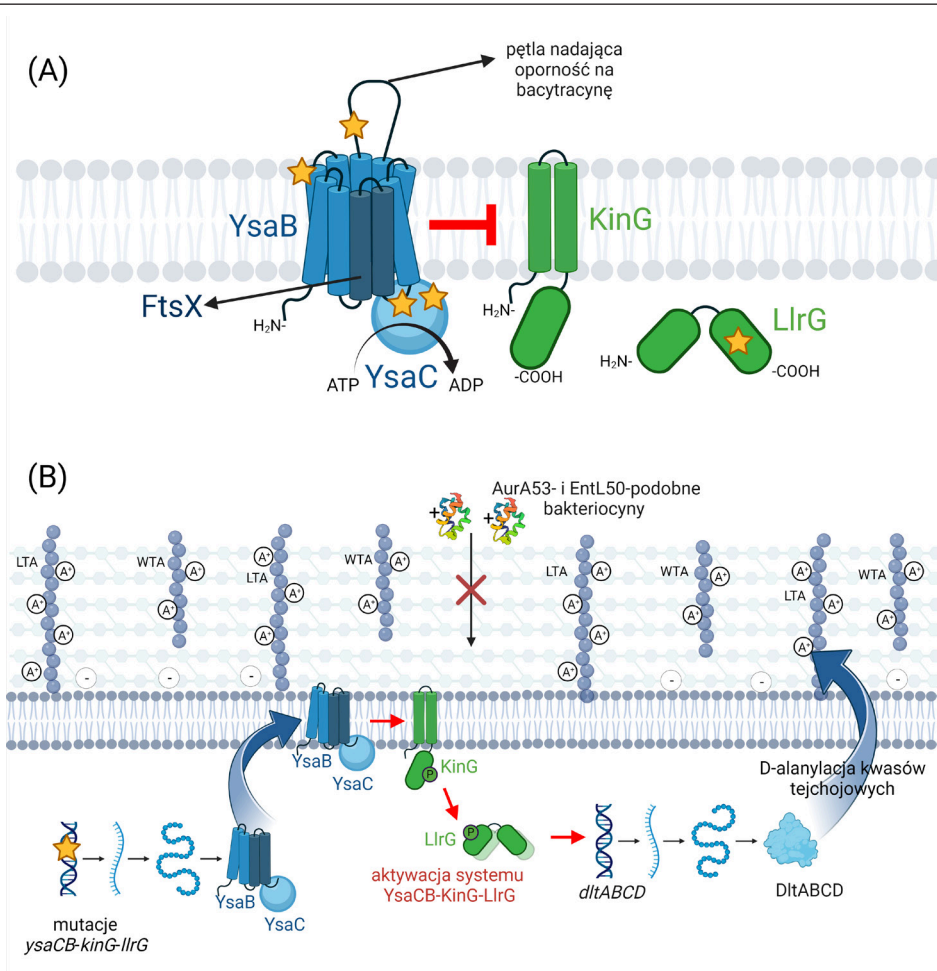 (A)
pętla nadająca
oporność na
bacytracynę
YsaB
KinG
FtsX
H₂N-
H₂N-
LlrG
ATP
YsaC
ADP
-COOH
H₂N-
-COOH
(B)
AurA53- i EntL50-podobne
bakteriocyny
+
+
LTA
A⁺
WTA
A⁺
LTA
A⁺
WTA
A⁺
LTA
A⁺
WTA
A⁺
A⁺
LTA
WTA
A⁺
A⁺
A⁺
A⁺
A⁺
A⁺
A⁺
A⁺
A⁺
A⁺
A⁺
A⁺
A⁺
A⁺
-
-
-
-
-
-
YsaB
YsaC
KinG
P
D-alanylacja kwasów
tejchojowych
P
LlrG
aktywacja systemu
YsaCB-KinG-LlrG
dltABCD
DltABCD
YsaB
YsaC
mutacje
ysaCB-kinG-llrG